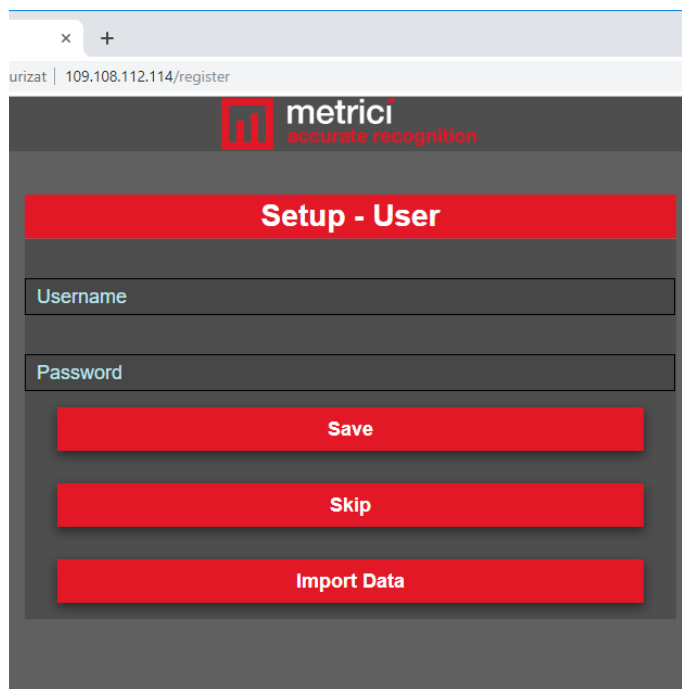 × +
urizat | 109.108.112.114/register
metrici
accurate recognition
Setup - User
Username
Password
Save
Skip
Import Data